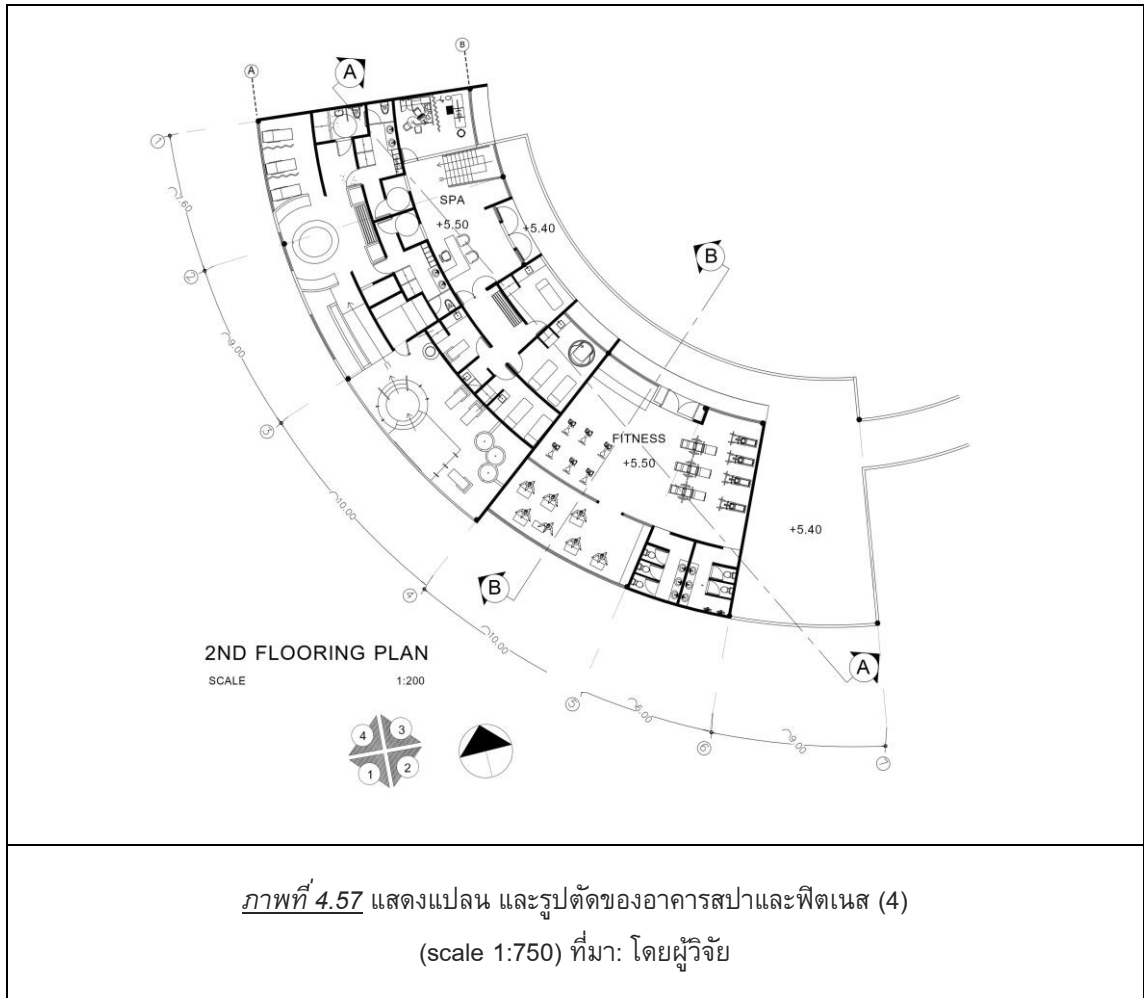 B
A
A
1
7.60
SPA
+5.50
+5.40
B
2
9.00
3
FITNESS
+5.50
10.00
+5.40
4
B
10.00
A
2ND FLOORING PLAN
SCALE 1:200
5
6.00
6
9.00
4 3
1 2
ภาพที่ 4.57 แสดงแปลน และรูปตัดของอาคารสปาและฟิตเนส (4)
(scale 1:750) ที่มา: โดยผู้วิจัย